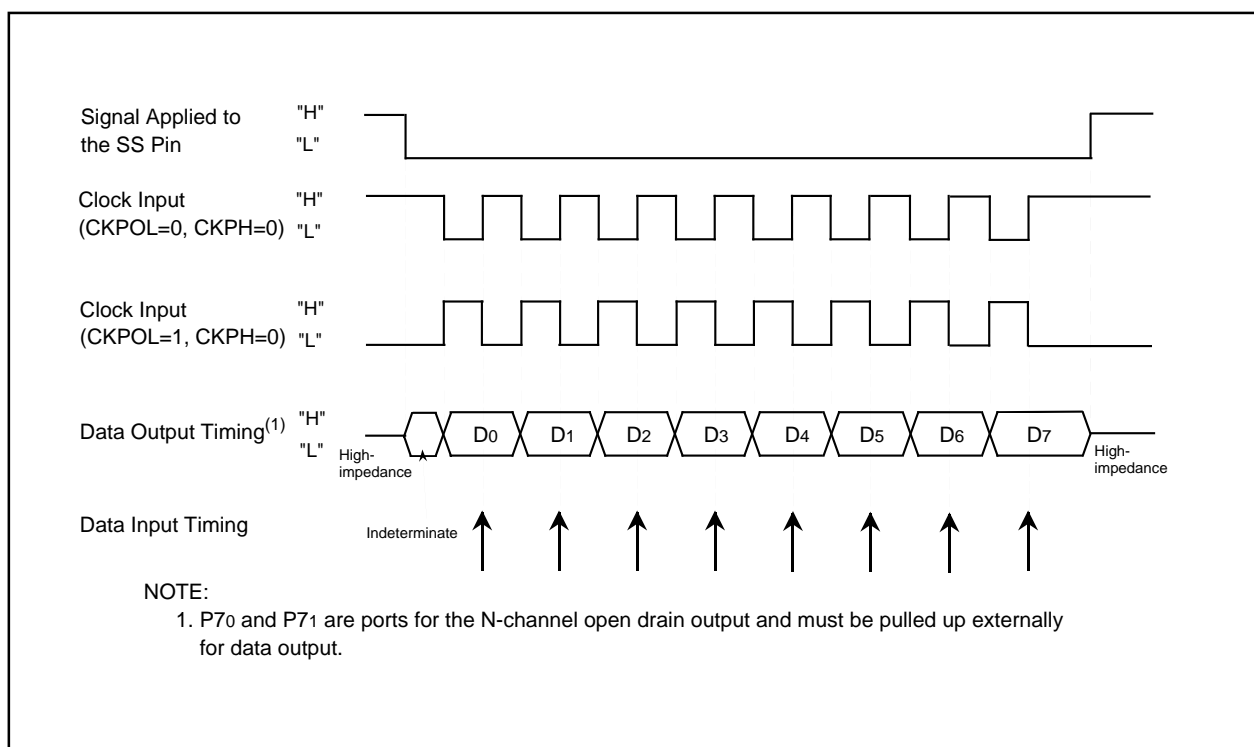 Signal Applied to
the SS Pin
"H"
"L"
Clock Input
(CKPOL=0, CKPH=0)
"H"
"L"
Clock Input
(CKPOL=1, CKPH=0)
"H"
"L"
Data Output Timing(1)
"H"
"L"
High-
impedance
D0
D1
D2
D3
D4
D5
D6
D7
High-
impedance
Data Input Timing
Indeterminate
NOTE:
1. P70 and P71 are ports for the N-channel open drain output and must be pulled up externally
for data output.